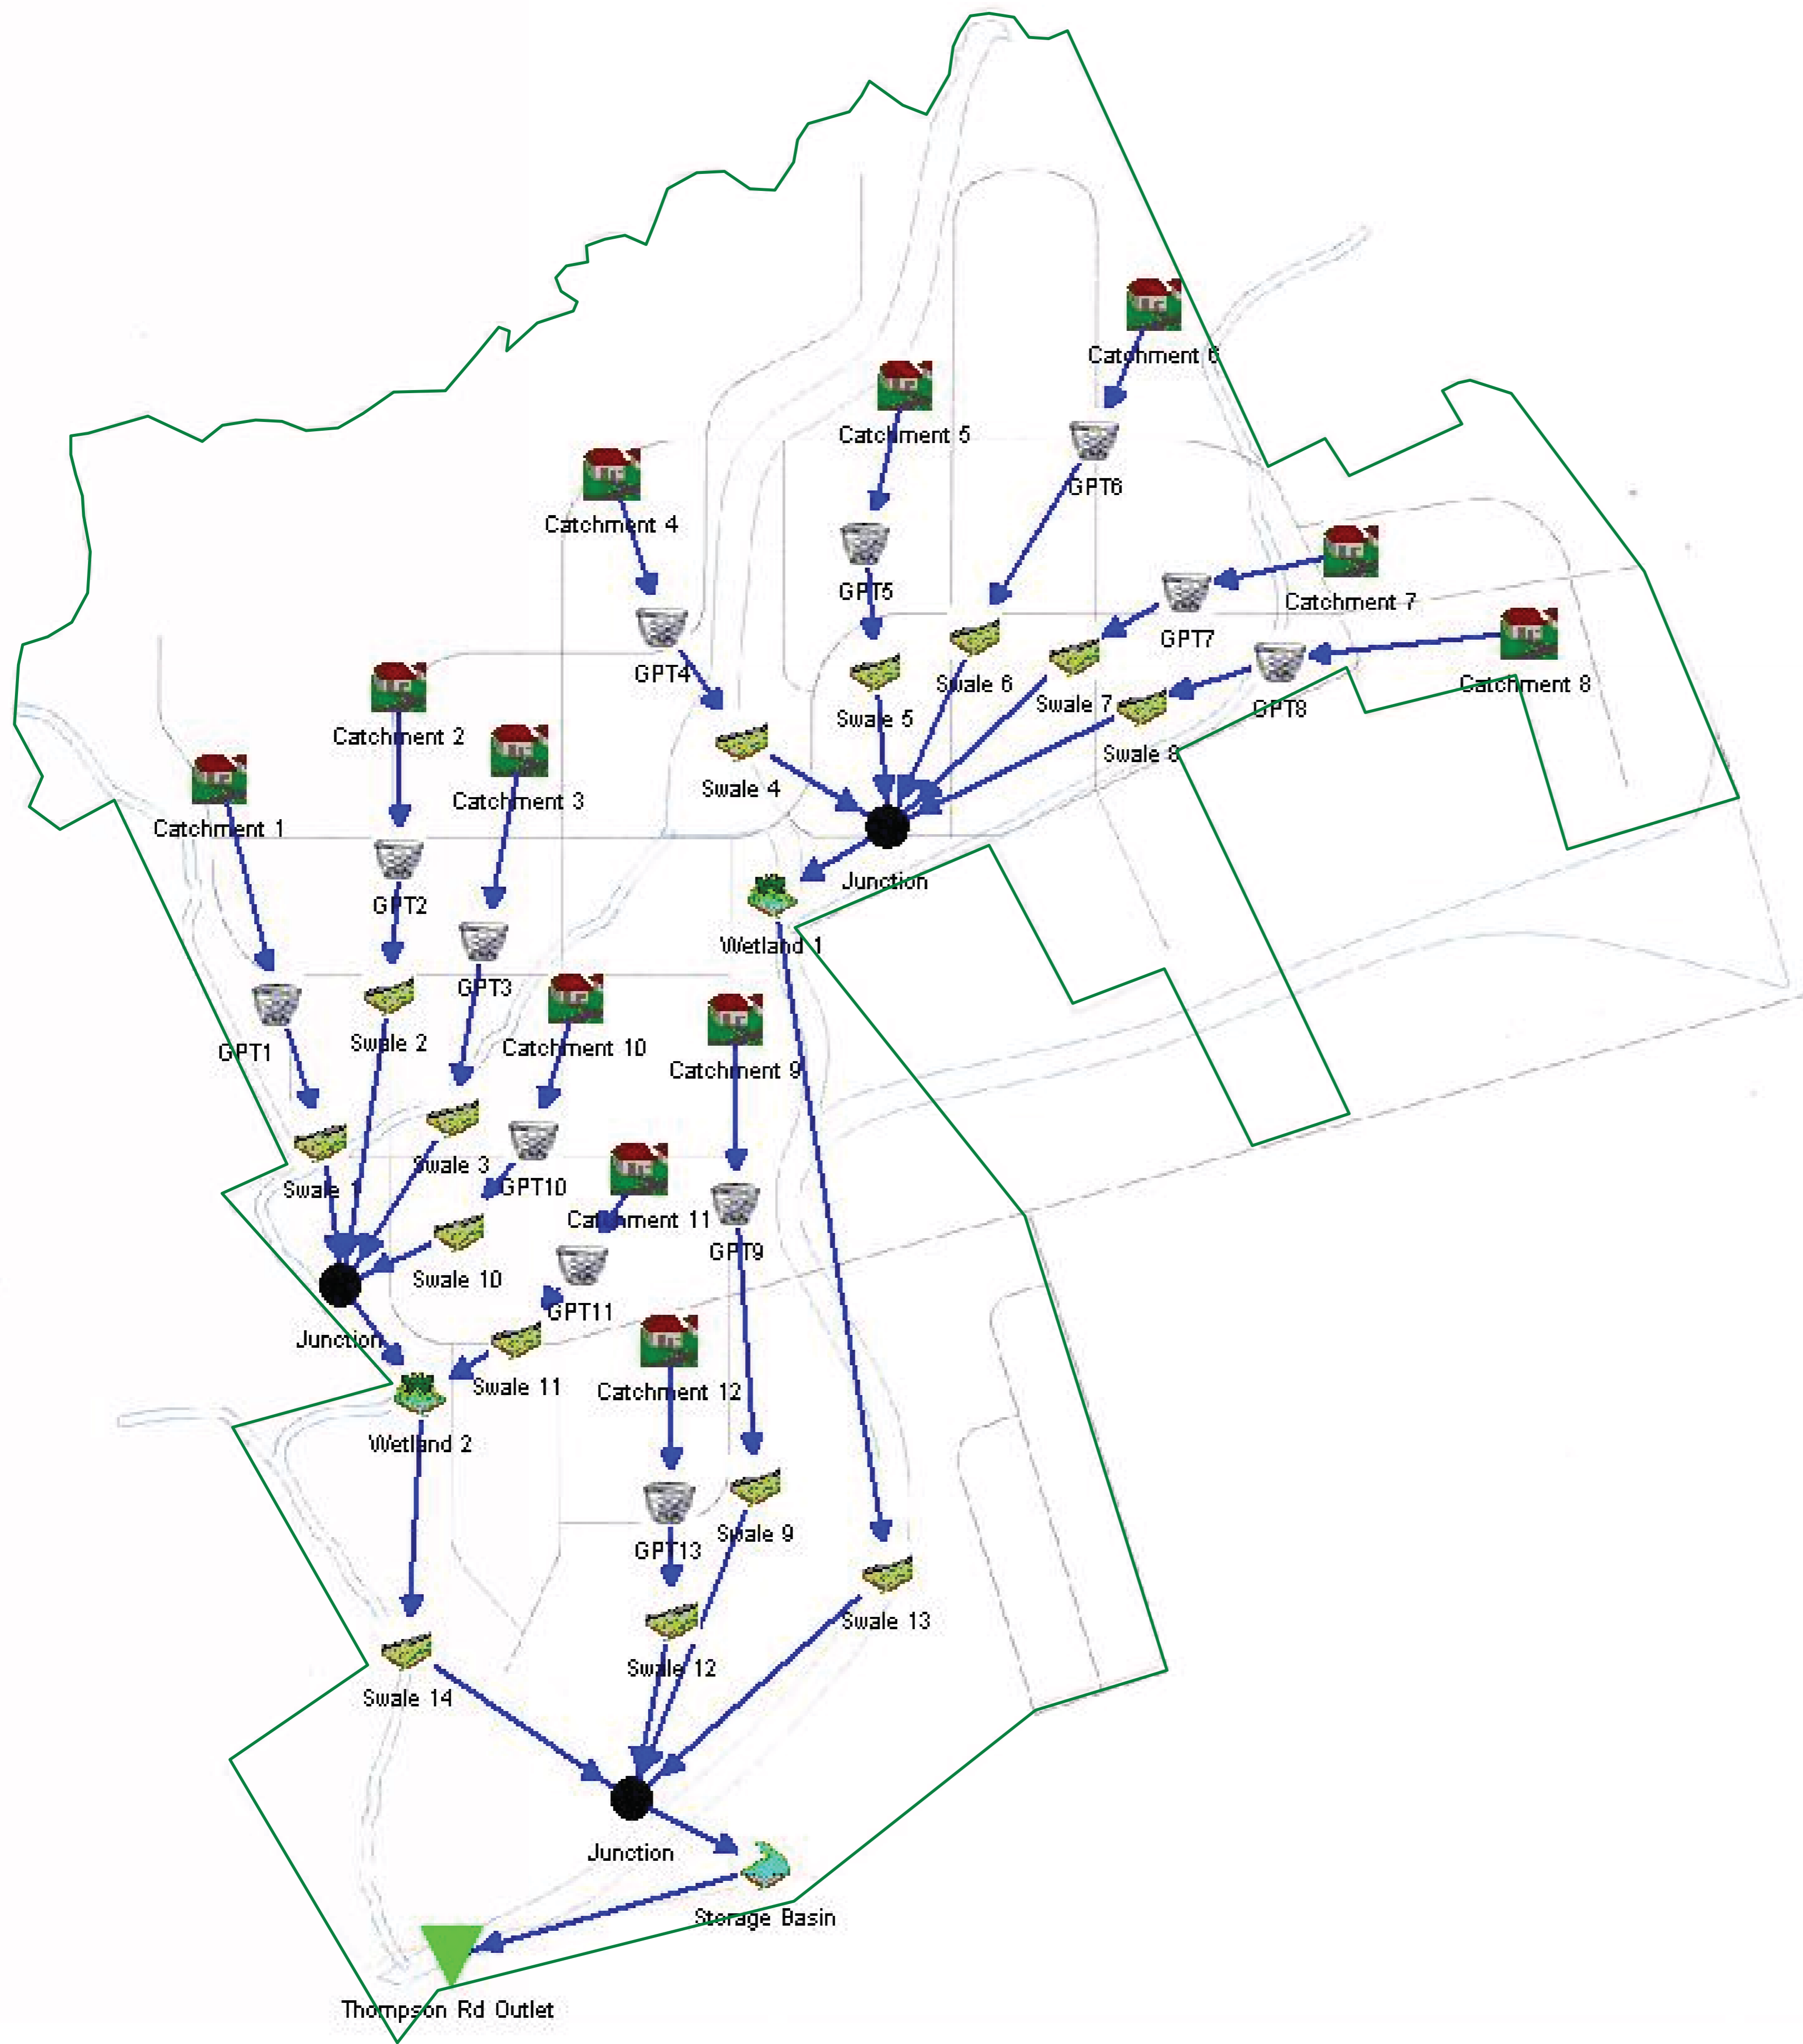 Catchment 6
Catchment 5
GPT6
Catchment 4
GPT5
Catchment 7
GPT7
GPT4
Swale 6
Catchment 8
Swale 7
GPT8
Swale 5
Catchment 2
Swale 8
Swale 4
Catchment 3
Catchment 1
Junction
GPT2
Wetland 1
GPT3
Swale 2
Catchment 10
GPT1
Catchment 9
Swale 3
GPT10
Swale 1
Catchment 11
GPT9
Swale 10
GPT11
Junction
Swale 11
Catchment 12
Wetland 2
Swale 9
GPT13
Swale 13
Swale 12
Swale 14
Junction
Storage Basin
Thompson Rd Outlet